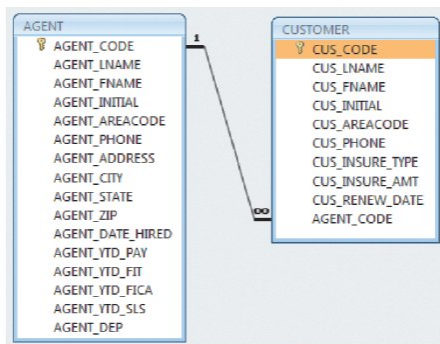 AGENT
AGENT_CODE
AGENT_LNAME
AGENT_FNAME
AGENT_INITIAL
AGENT_AREACODE
AGENT_PHONE
AGENT_ADDRESS
AGENT_CITY
AGENT_STATE
AGENT_ZIP
AGENT_DATE_HIRED
AGENT_YTD_PAY
AGENT_YTD_FIT
AGENT_YTD_FICA
AGENT_YTD_SLS
AGENT_DEP
1
∞
CUSTOMER
CUS_CODE
CUS_LNAME
CUS_FNAME
CUS_INITIAL
CUS_AREACODE
CUS_PHONE
CUS_INSURE_TYPE
CUS_INSURE_AMT
CUS_RENEW_DATE
AGENT_CODE